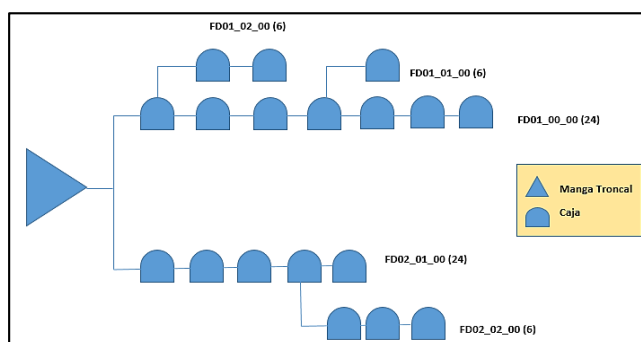 FD01_02_00 (6)
FD01_01_00 (6)
FD01_00_00 (24)
Manga Troncal
Caja
FD02_01_00 (24)
FD02_02_00 (6)